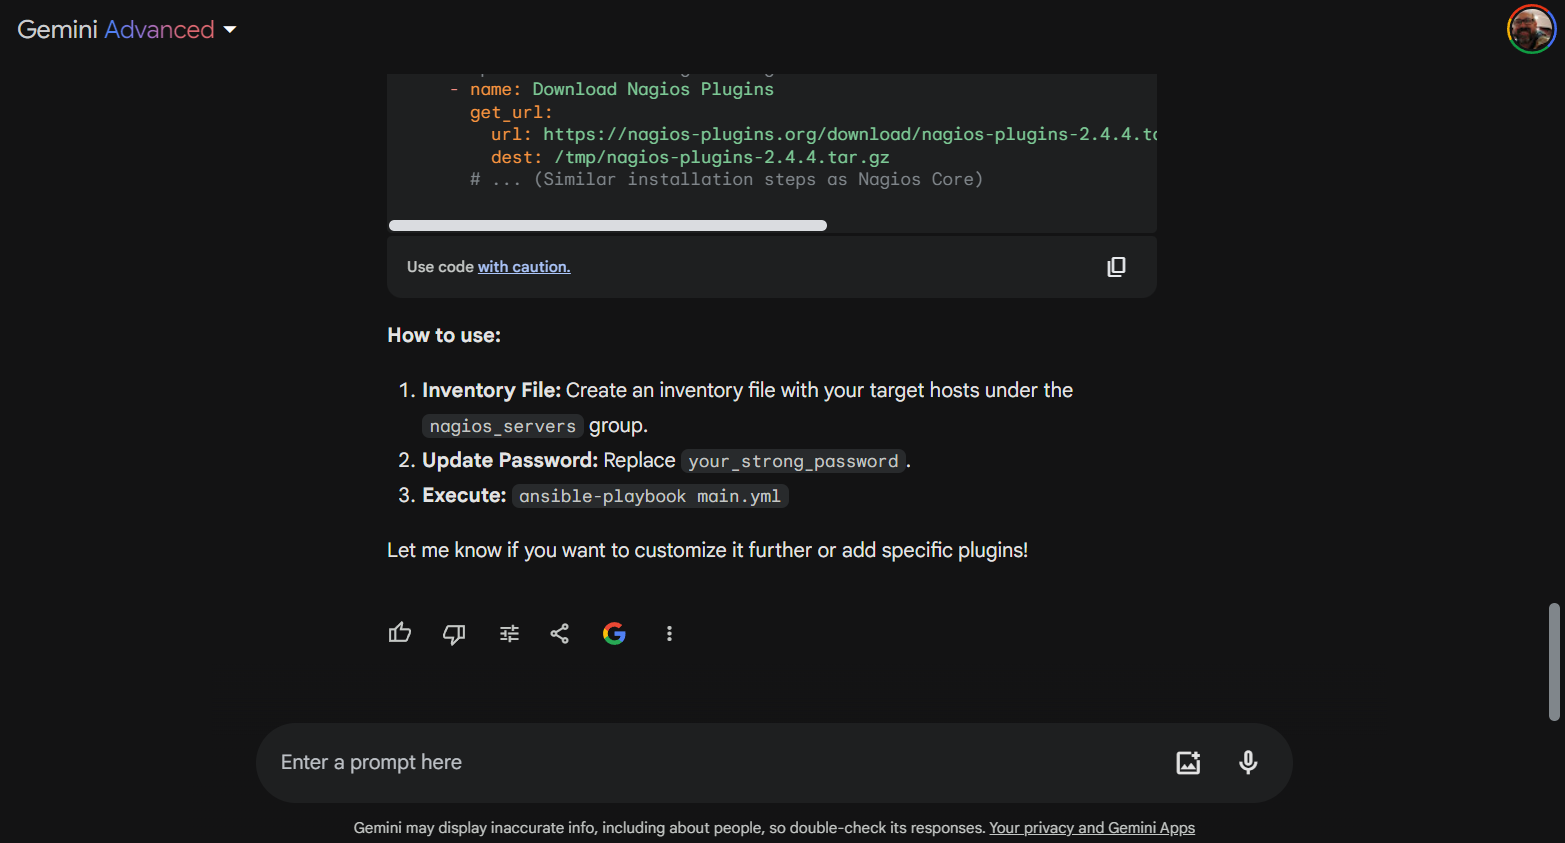 Gemini Advanced
- name: Download Nagios Plugins
get_url:
url: https://nagios-plugins.org/download/nagios-plugins-2.4.4.ta
dest: /tmp/nagios-plugins-2.4.4.tar.gz
# ... (Similar installation steps as Nagios Core)
Use code with caution.
How to use:
1. Inventory File: Create an inventory file with your target hosts under the
nagios_servers group.
2. Update Password: Replace your_strong_password.
3. Execute: ansible-playbook main.yml
Let me know if you want to customize it further or add specific plugins!
Enter a prompt here
Gemini may display inaccurate info, including about people, so double-check its responses. Your privacy and Gemini Apps